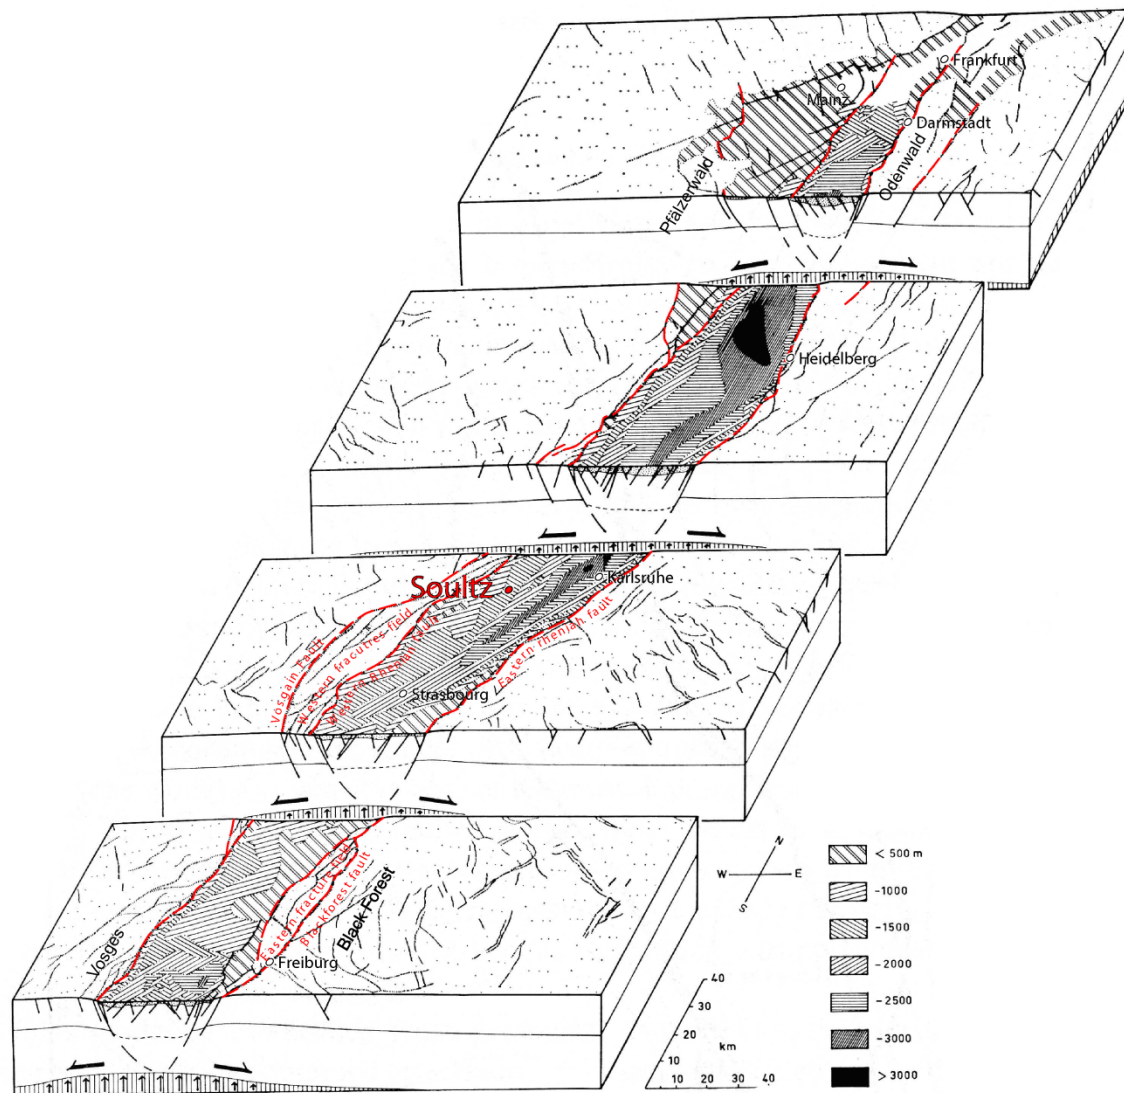 Frankfurt
Mainz
Darmstadt
Pfälzerwald
Odenwald
Heidelberg
Soultz
Karlsruhe
Vosgain Fault
Western fracutres field
Western Rhenian fault
Eastern rhenian fault
Strasbourg
Vosges
Eastern fracture field
Blackforest fault
Black Forest
Freiburg
N
W E
S
< 500 m
-1000
-1500
-2000
-2500
-3000
> 3000
40
30
20
10
km
10 20 30 40